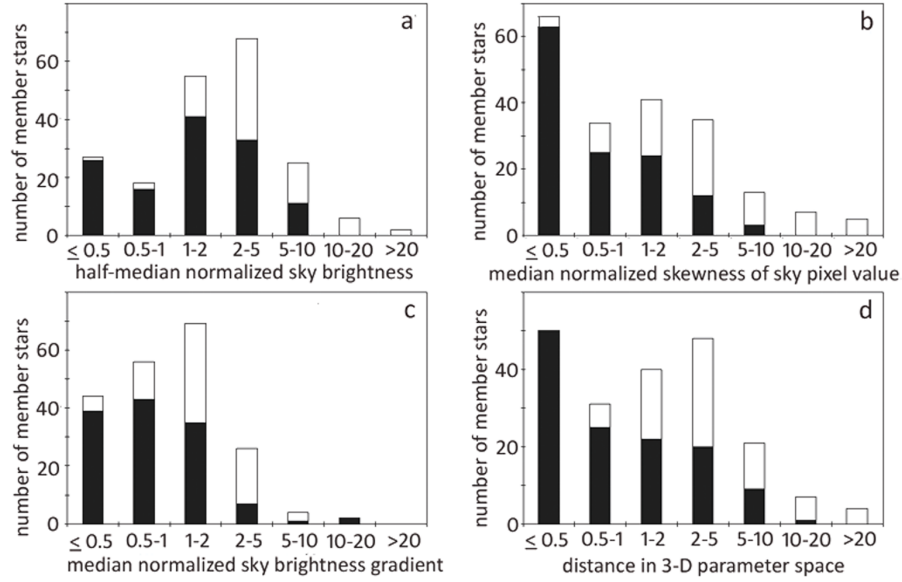 a
number of member stars
60
40
20
0
≤ 0.5 0.5-1 1-2 2-5 5-10 10-20 >20
half-median normalized sky brightness
b
number of member stars
60
40
20
0
≤ 0.5 0.5-1 1-2 2-5 5-10 10-20 >20
median normalized skewness of sky pixel value
c
number of member stars
60
40
20
0
≤ 0.5 0.5-1 1-2 2-5 5-10 10-20 >20
median normalized sky brightness gradient
d
number of member stars
40
20
0
≤ 0.5 0.5-1 1-2 2-5 5-10 10-20 >20
distance in 3-D parameter space